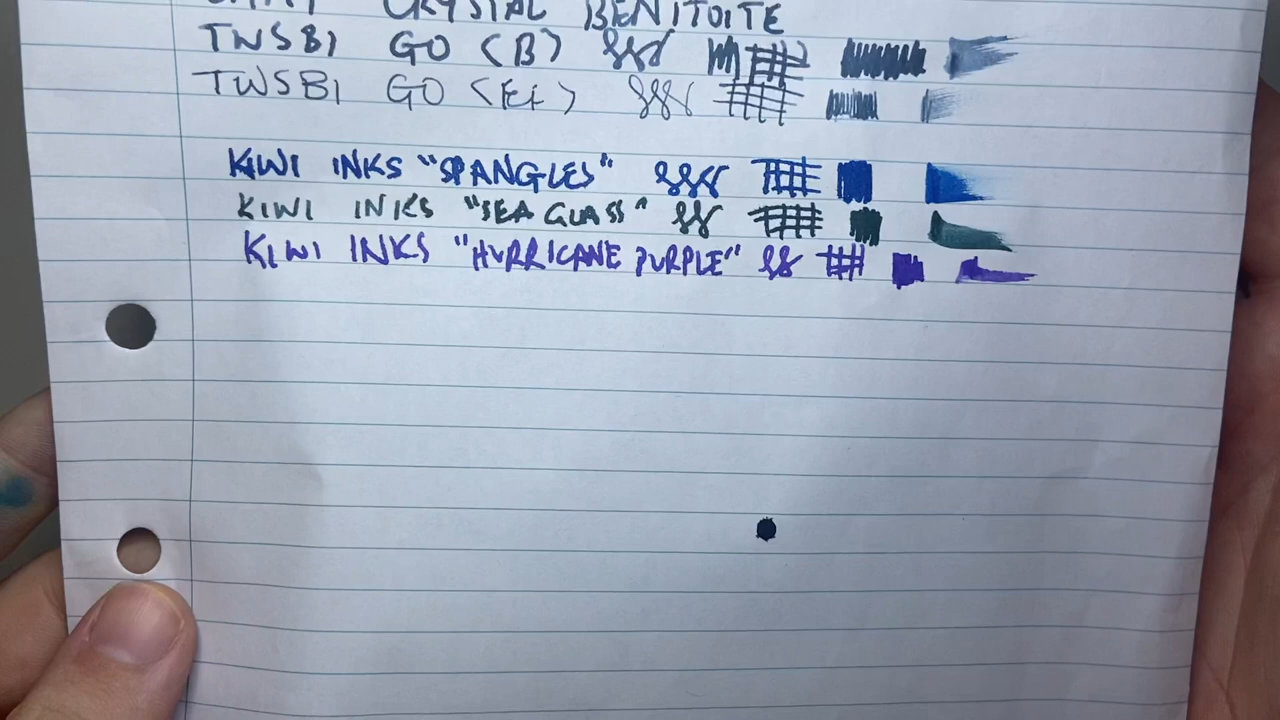 CRYSTAL BENITOITE
TWSBI GO (B)
TWSBI GO (EF)
KIWI INKS "SPANGLES"
KIWI INKS "SEA GLASS"
KIWI INKS "HURRICANE PURPLE"